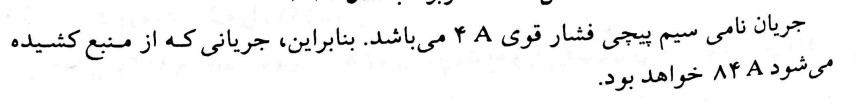 جریان نامی سیم پیچی فشار قوی ۴ A می‌باشد. بنابراین، جریانی که از منبع کشیده
می‌شود ۸۴ A خواهد بود.